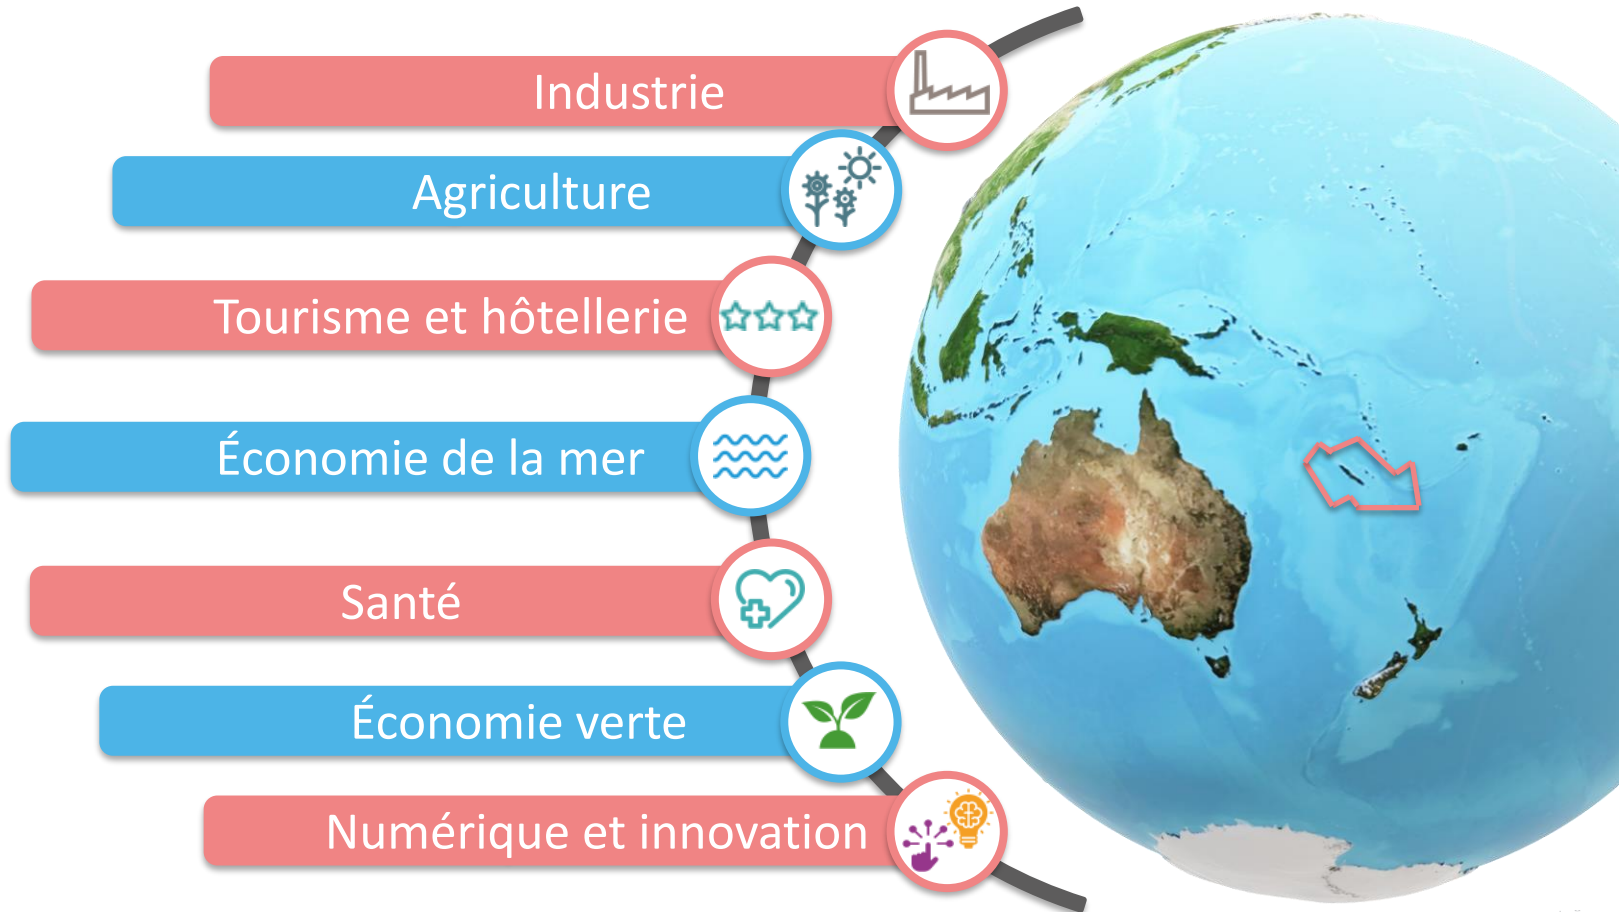 Industrie
Agriculture
Tourisme et hôtellerie
Économie de la mer
Santé
Économie verte
Numérique et innovation